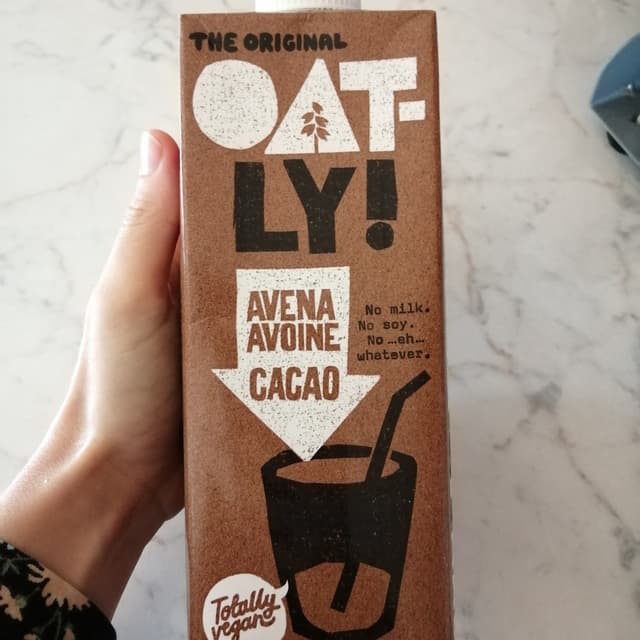 THE ORIGINAL
OAT-
LY!
AVENA
AVOINE
CACAO
No milk.
No soy.
No …eh…
whatever.
Totally
vegan